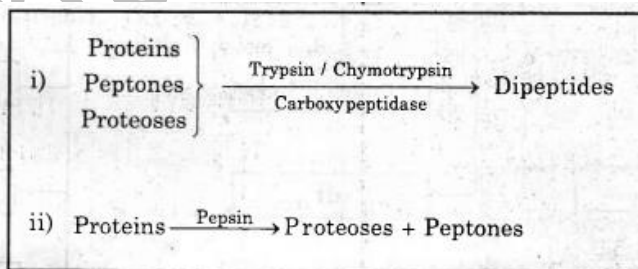 i) Proteins
Peptones
Proteoses
Trypsin / Chymotrypsin
Carboxypeptidase
Dipeptides
ii) Proteins Pepsin Proteoses + Peptones